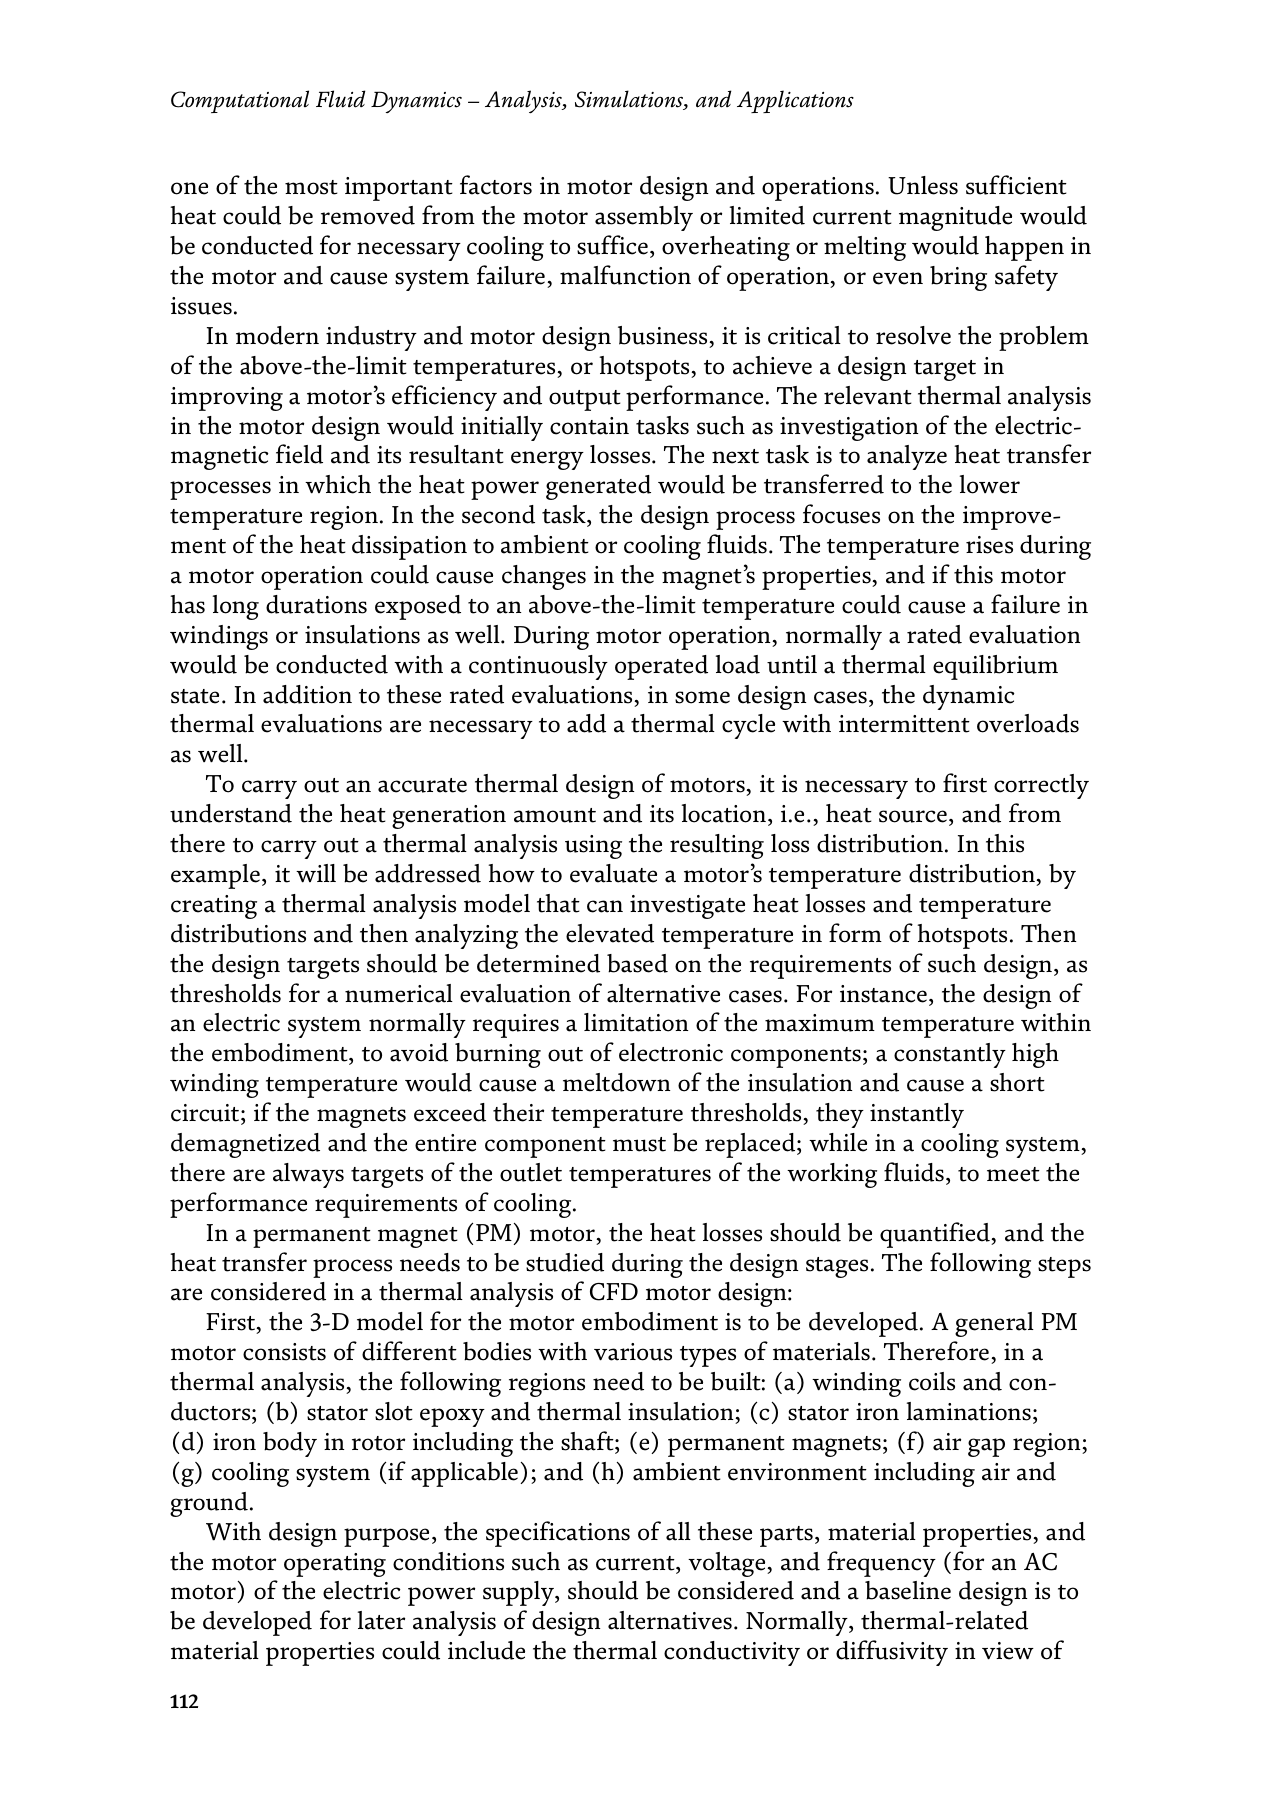 Computational Fluid Dynamics – Analysis, Simulations, and Applications
one of the most important factors in motor design and operations. Unless sufficient
heat could be removed from the motor assembly or limited current magnitude would
be conducted for necessary cooling to suffice, overheating or melting would happen in
the motor and cause system failure, malfunction of operation, or even bring safety
issues.
In modern industry and motor design business, it is critical to resolve the problem
of the above-the-limit temperatures, or hotspots, to achieve a design target in
improving a motor’s efficiency and output performance. The relevant thermal analysis
in the motor design would initially contain tasks such as investigation of the electric-
magnetic field and its resultant energy losses. The next task is to analyze heat transfer
processes in which the heat power generated would be transferred to the lower
temperature region. In the second task, the design process focuses on the improve-
ment of the heat dissipation to ambient or cooling fluids. The temperature rises during
a motor operation could cause changes in the magnet’s properties, and if this motor
has long durations exposed to an above-the-limit temperature could cause a failure in
windings or insulations as well. During motor operation, normally a rated evaluation
would be conducted with a continuously operated load until a thermal equilibrium
state. In addition to these rated evaluations, in some design cases, the dynamic
thermal evaluations are necessary to add a thermal cycle with intermittent overloads
as well.
To carry out an accurate thermal design of motors, it is necessary to first correctly
understand the heat generation amount and its location, i.e., heat source, and from
there to carry out a thermal analysis using the resulting loss distribution. In this
example, it will be addressed how to evaluate a motor’s temperature distribution, by
creating a thermal analysis model that can investigate heat losses and temperature
distributions and then analyzing the elevated temperature in form of hotspots. Then
the design targets should be determined based on the requirements of such design, as
thresholds for a numerical evaluation of alternative cases. For instance, the design of
an electric system normally requires a limitation of the maximum temperature within
the embodiment, to avoid burning out of electronic components; a constantly high
winding temperature would cause a meltdown of the insulation and cause a short
circuit; if the magnets exceed their temperature thresholds, they instantly
demagnetized and the entire component must be replaced; while in a cooling system,
there are always targets of the outlet temperatures of the working fluids, to meet the
performance requirements of cooling.
In a permanent magnet (PM) motor, the heat losses should be quantified, and the
heat transfer process needs to be studied during the design stages. The following steps
are considered in a thermal analysis of CFD motor design:
First, the 3-D model for the motor embodiment is to be developed. A general PM
motor consists of different bodies with various types of materials. Therefore, in a
thermal analysis, the following regions need to be built: (a) winding coils and con-
ductors; (b) stator slot epoxy and thermal insulation; (c) stator iron laminations;
(d) iron body in rotor including the shaft; (e) permanent magnets; (f) air gap region;
(g) cooling system (if applicable); and (h) ambient environment including air and
ground.
With design purpose, the specifications of all these parts, material properties, and
the motor operating conditions such as current, voltage, and frequency (for an AC
motor) of the electric power supply, should be considered and a baseline design is to
be developed for later analysis of design alternatives. Normally, thermal-related
material properties could include the thermal conductivity or diffusivity in view of
112